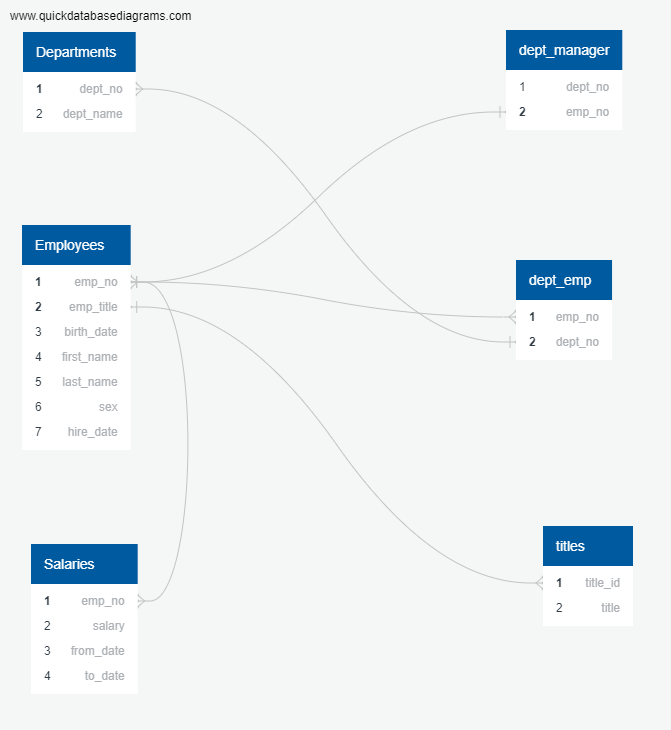 www.quickdatabasediagrams.com
Departments
1 dept_no
2 dept_name
dept_manager
1 dept_no
2 emp_no
Employees
1 emp_no
2 emp_title
3 birth_date
4 first_name
5 last_name
6 sex
7 hire_date
dept_emp
1 emp_no
2 dept_no
Salaries
1 emp_no
2 salary
3 from_date
4 to_date
titles
1 title_id
2 title